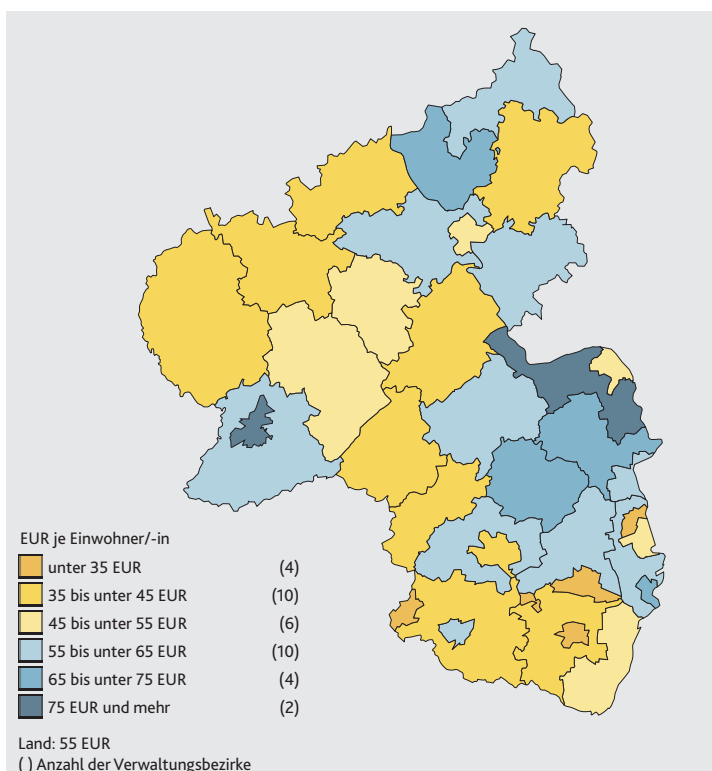 EUR je Einwohner/-in
unter 35 EUR (4)
35 bis unter 45 EUR (10)
45 bis unter 55 EUR (6)
55 bis unter 65 EUR (10)
65 bis unter 75 EUR (4)
75 EUR und mehr (2)
Land: 55 EUR
( ) Anzahl der Verwaltungsbezirke